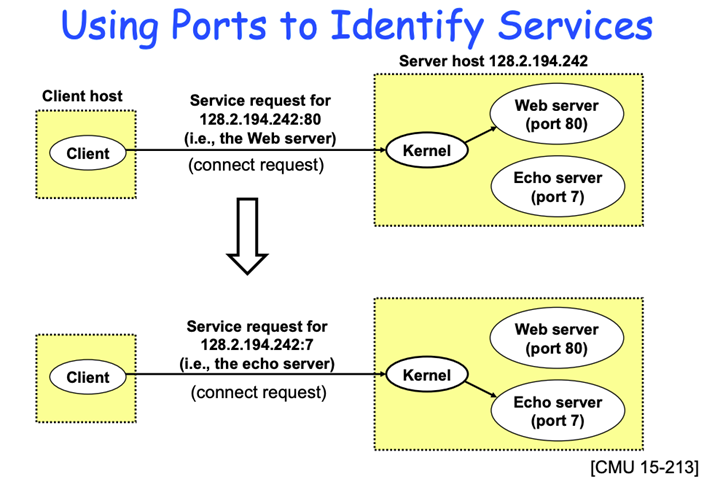 Using Ports to Identify Services
Server host 128.2.194.242
Client host
Service request for
128.2.194.242:80
(i.e., the Web server)
(connect request)
Client
Kernel
Web server
(port 80)
Echo server
(port 7)
Service request for
128.2.194.242:7
(i.e., the echo server)
(connect request)
Client
Kernel
Web server
(port 80)
Echo server
(port 7)
[CMU 15-213]